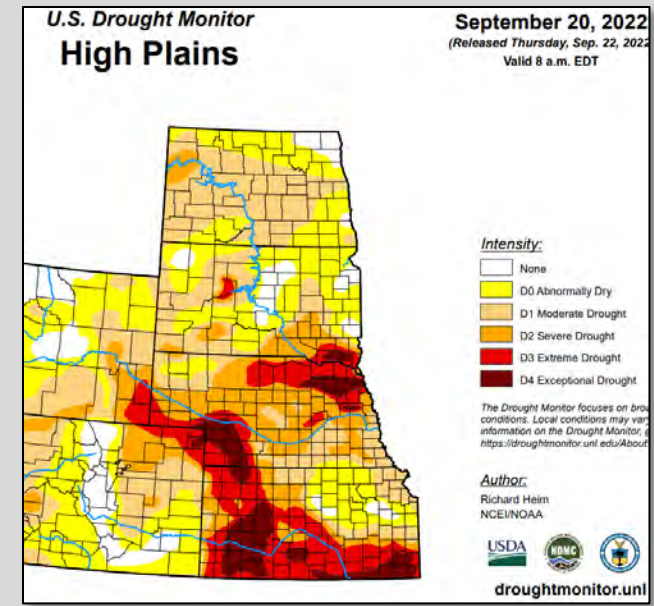 U.S. Drought Monitor
High Plains
September 20, 2022
(Released Thursday, Sep. 22, 2022
Valid 8 a.m. EDT
Intensity:
None
D0 Abnormally Dry
D1 Moderate Drought
D2 Severe Drought
D3 Extreme Drought
D4 Exceptional Drought
The Drought Monitor focuses on
conditions. Local conditions may
information on the Drought Monitor,
https://droughtmonitor.unl.edu/About
Author:
Richard Heim
NCEI/NOAA
USDA
NDMC
droughtmonitor.unl